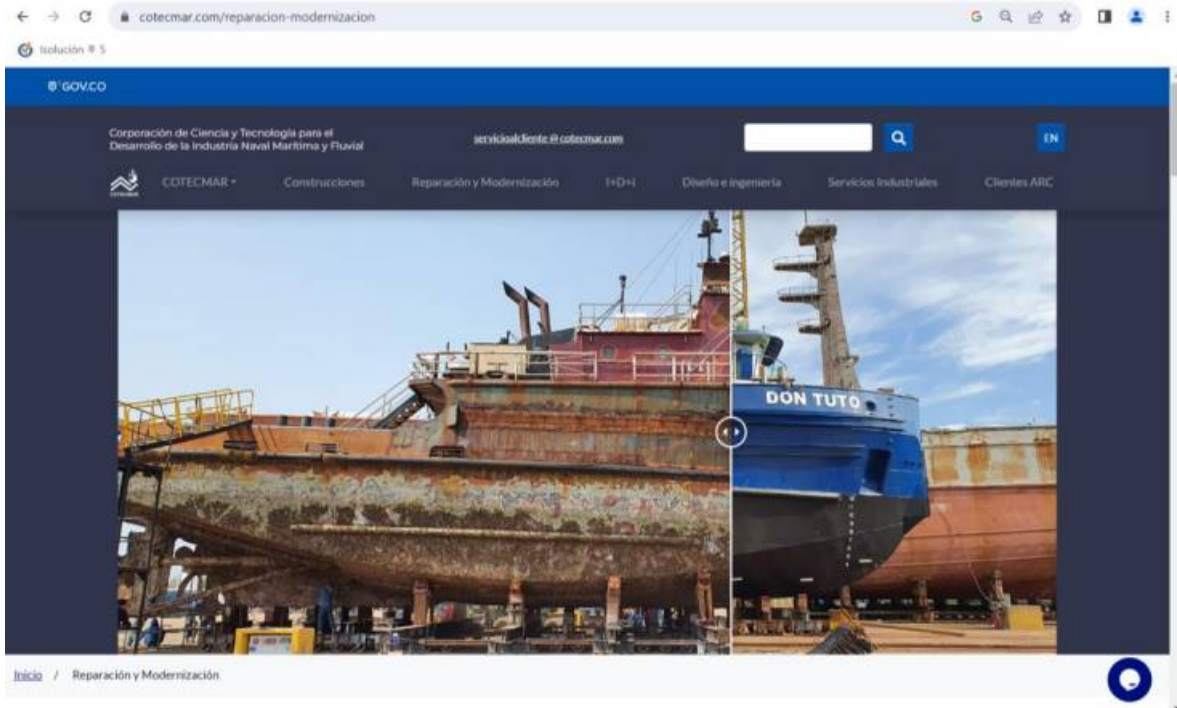 cotecmar.com/reparacion-modernizacion
Isolución # 5
GOV.CO
Corporación de Ciencia y Tecnología para el
Desarrollo de la Industria Naval Marítima y Fluvial
servicioalcliente@cotecmar.com
EN
COTECMAR
Construcciones
Reparación y Modernización
I+D+i
Diseño e ingeniería
Servicios Industriales
Clientes ARC
DON TUTO
Inicio / Reparación y Modernización